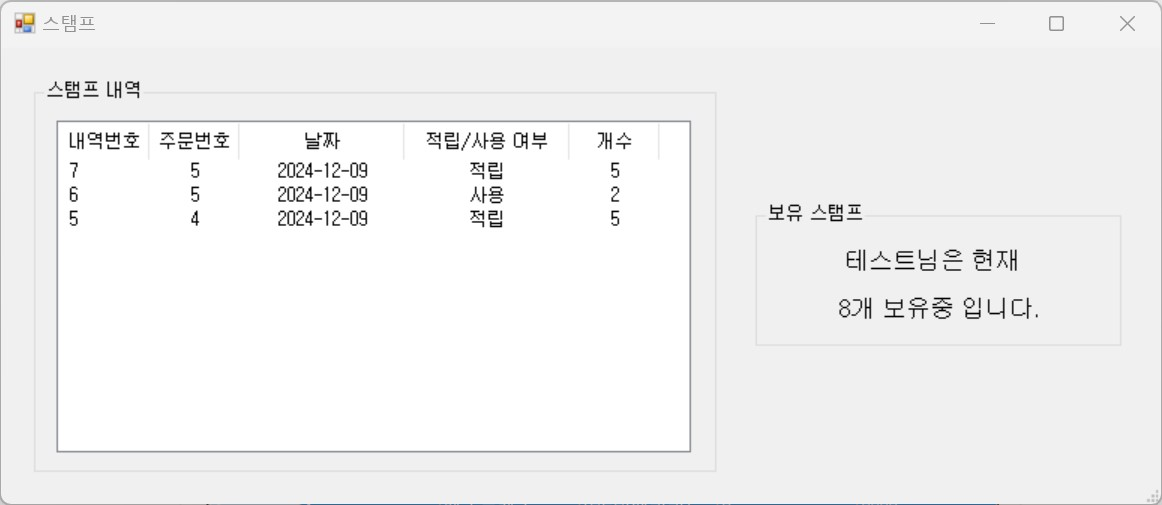 스탬프
스탬프 내역
내역번호 주문번호 날짜 적립/사용 여부 개수
7 5 2024-12-09 적립 5
6 5 2024-12-09 사용 2
5 4 2024-12-09 적립 5
보유 스탬프
테스트님은 현재
8개 보유중 입니다.